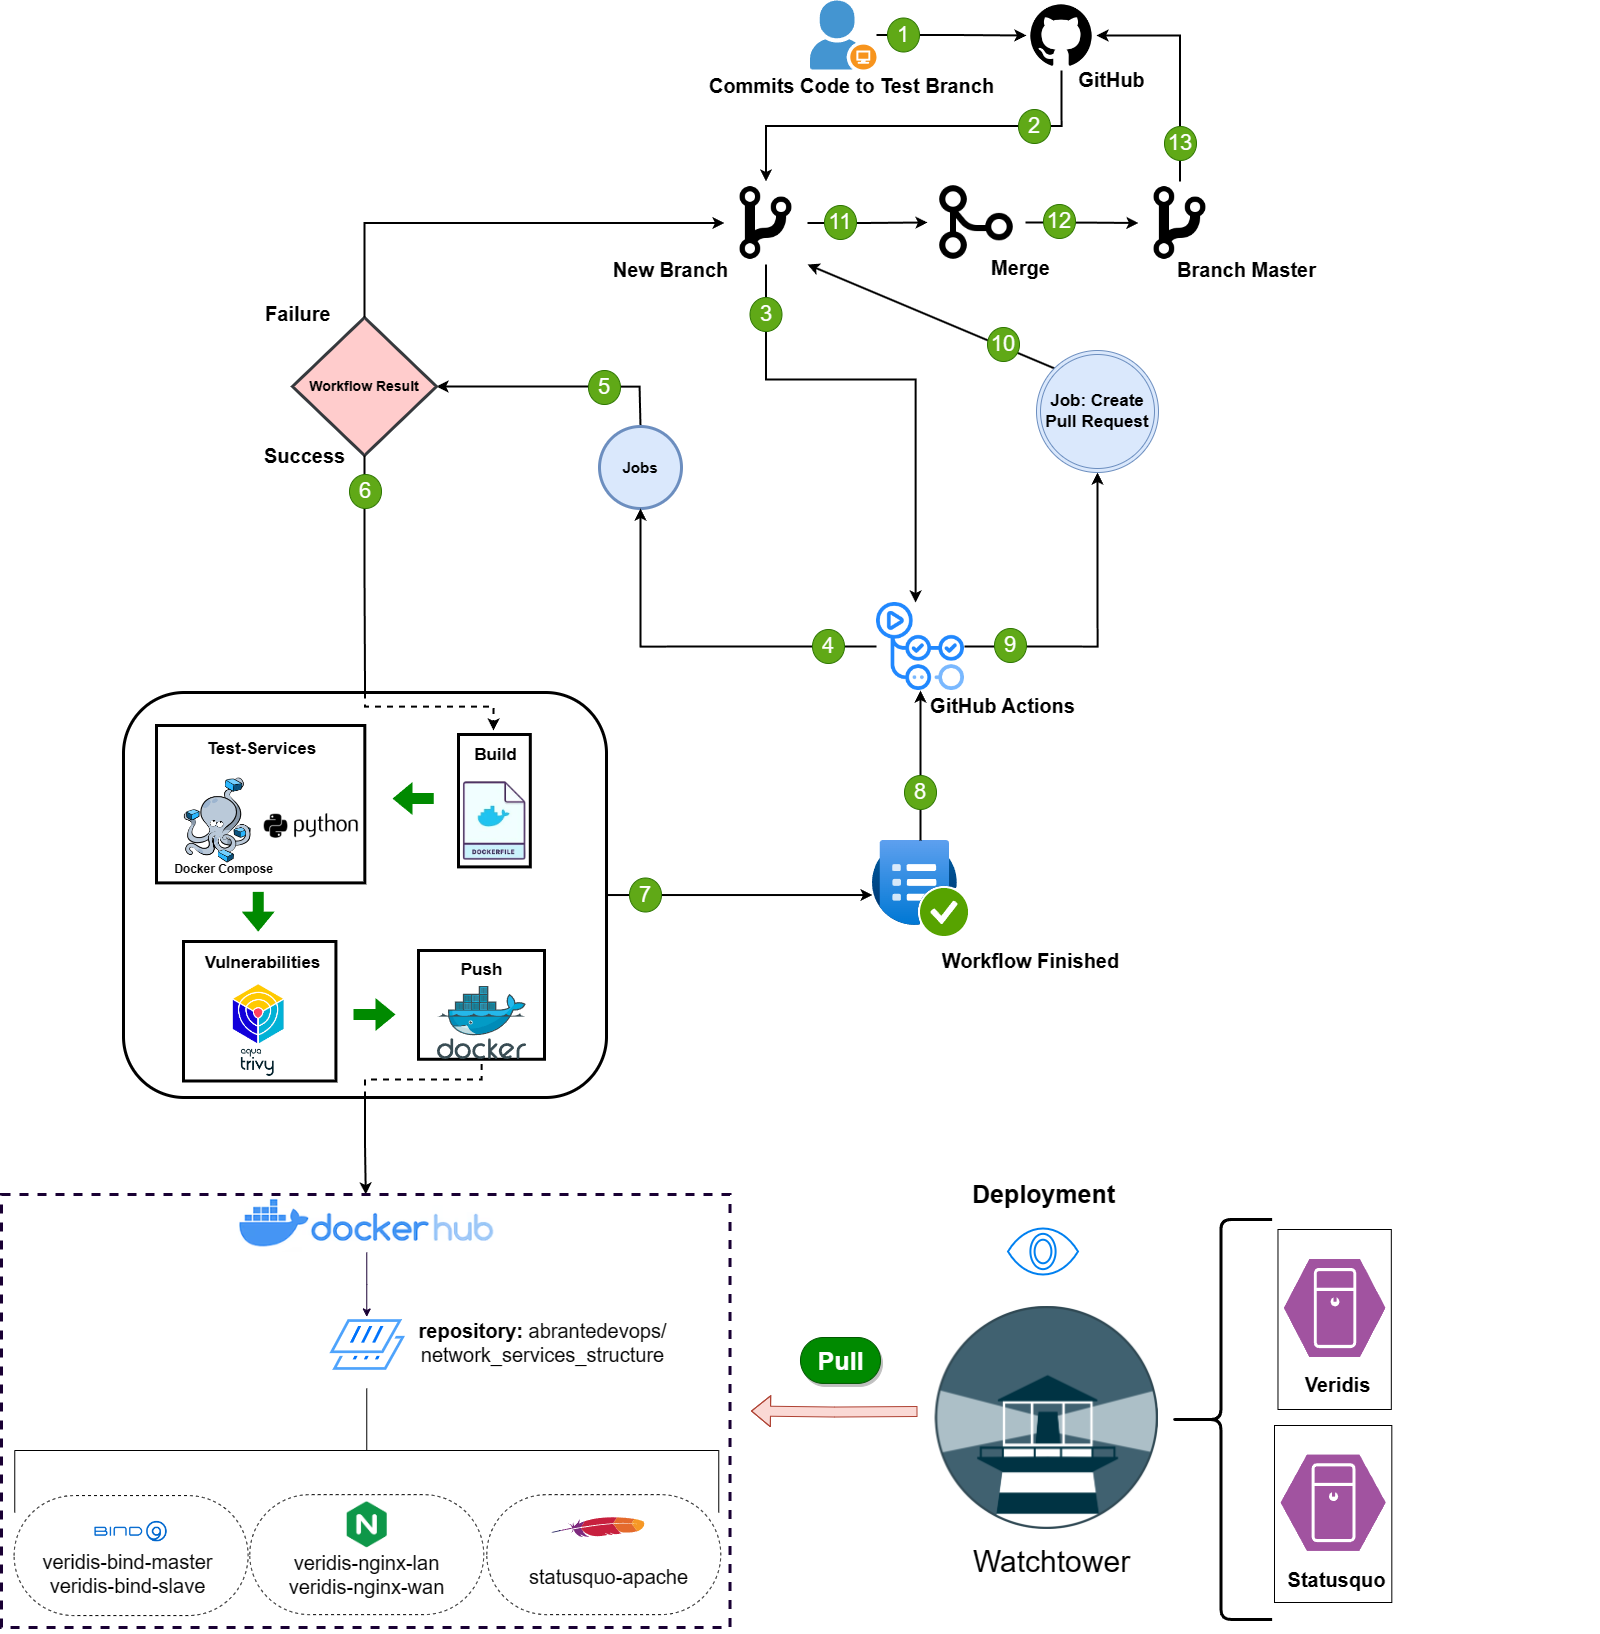 1
Commits Code to Test Branch
GitHub
2
13
11
12
New Branch
Merge
Branch Master
3
Failure
10
Workflow Result
5
Job: Create
Pull Request
Success
Jobs
6
4
9
GitHub Actions
Test-Services
Build
python
DOCKERFILE
Docker Compose
8
7
Vulnerabilities
Push
Workflow Finished
aqua
trivy
docker
Deployment
docker hub
repository: abrantedevops/
network_services_structure
Pull
Veridis
BIND 9
N
veridis-bind-master
veridis-bind-slave
veridis-nginx-lan
veridis-nginx-wan
statusquo-apache
Watchtower
Statusquo